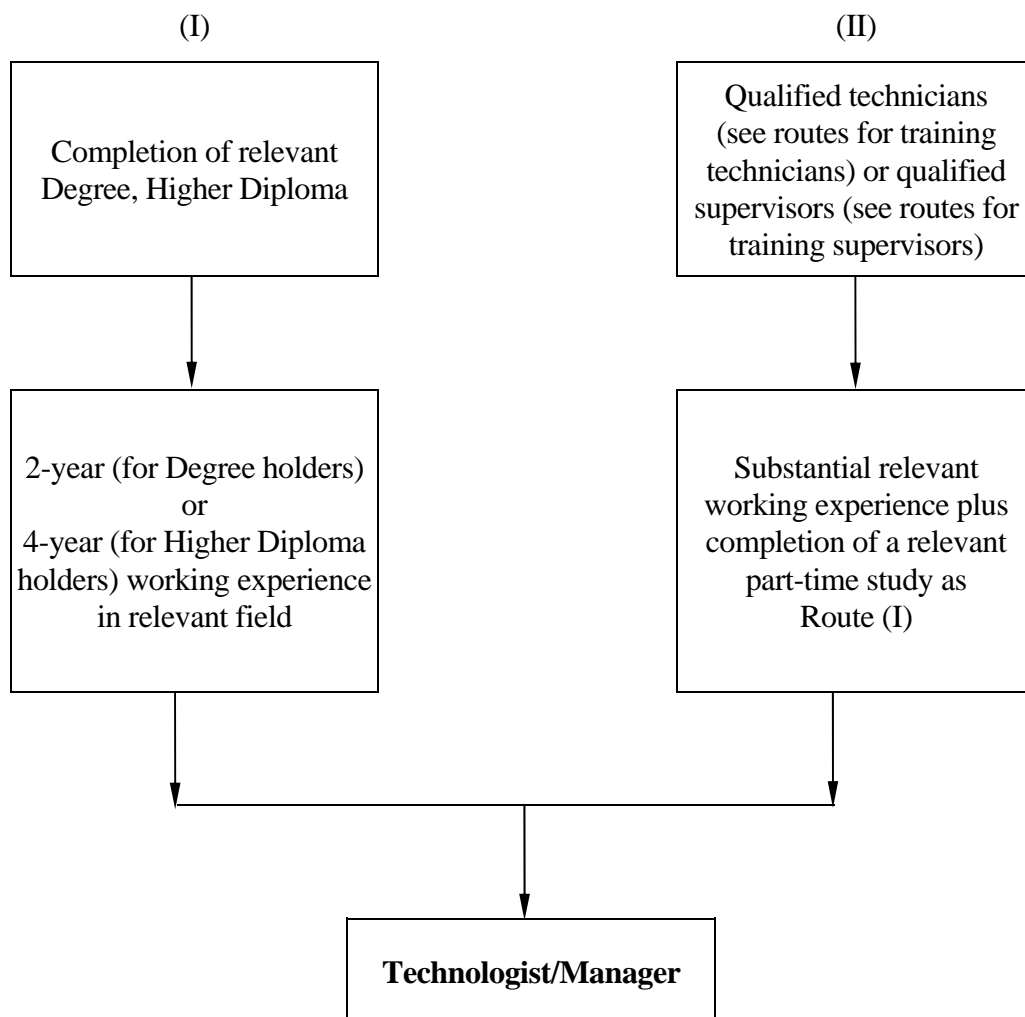 (I)
Completion of relevant
Degree, Higher Diploma
2-year (for Degree holders)
or
4-year (for Higher Diploma
holders) working experience
in relevant field
(II)
Qualified technicians
(see routes for training
technicians) or qualified
supervisors (see routes for
training supervisors)
Substantial relevant
working experience plus
completion of a relevant
part-time study as
Route (I)
Technologist/Manager